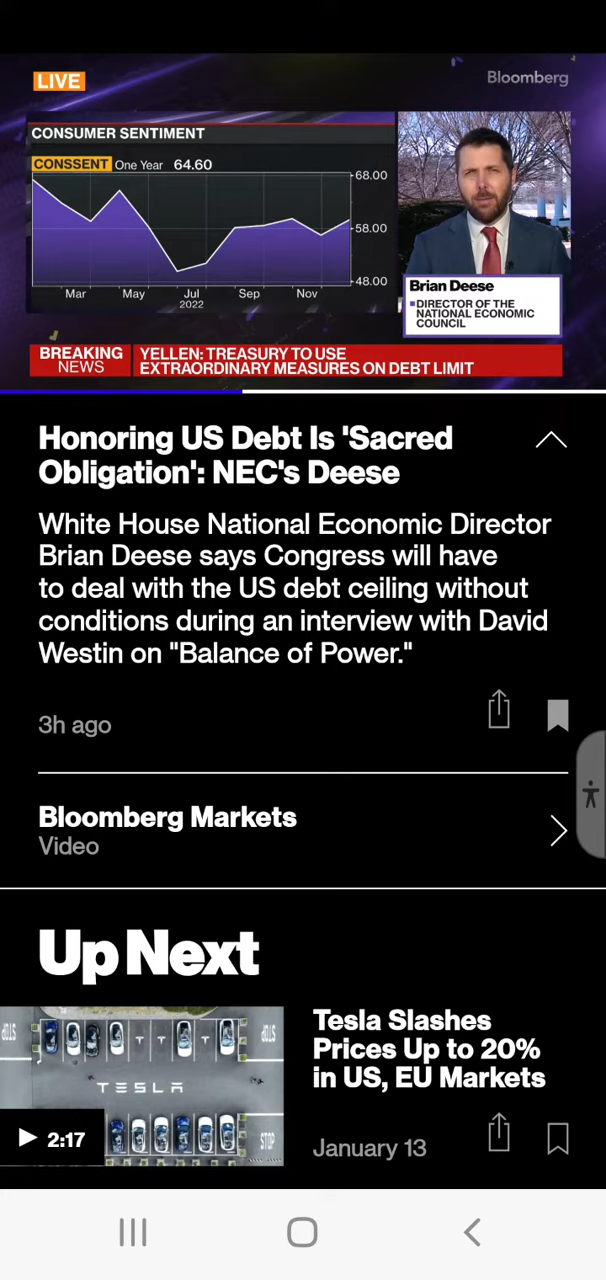 LIVE
Bloomberg
CONSUMER SENTIMENT
CONSSENT One Year 64.60
68.00
58.00
48.00
Mar May Jul Sep Nov
2022
Brian Deese
DIRECTOR OF THE
NATIONAL ECONOMIC
COUNCIL
BREAKING
NEWS
YELLEN: TREASURY TO USE
EXTRAORDINARY MEASURES ON DEBT LIMIT
Honoring US Debt Is 'Sacred
Obligation': NEC's Deese
White House National Economic Director
Brian Deese says Congress will have
to deal with the US debt ceiling without
conditions during an interview with David
Westin on "Balance of Power."
3h ago
Bloomberg Markets
Video
Up Next
STOP
STOP
TESLA
STOP
2:17
Tesla Slashes
Prices Up to 20%
in US, EU Markets
January 13